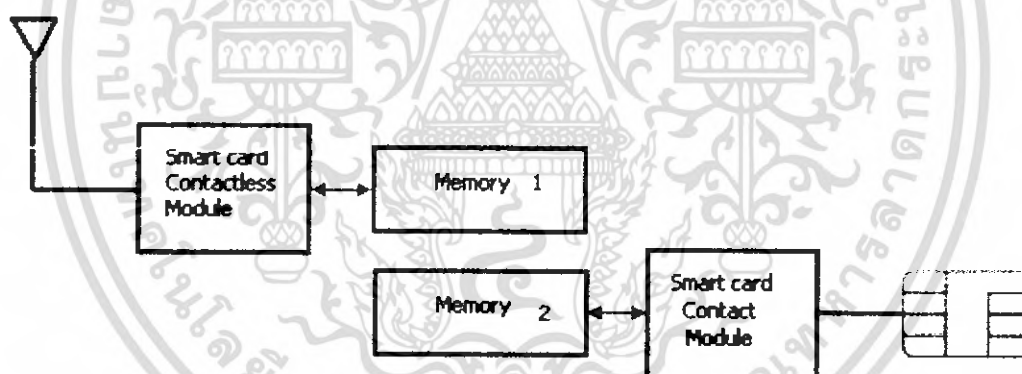 Smart card
Contactless
Module
Memory 1
Memory 2
Smart card
Contact
Module